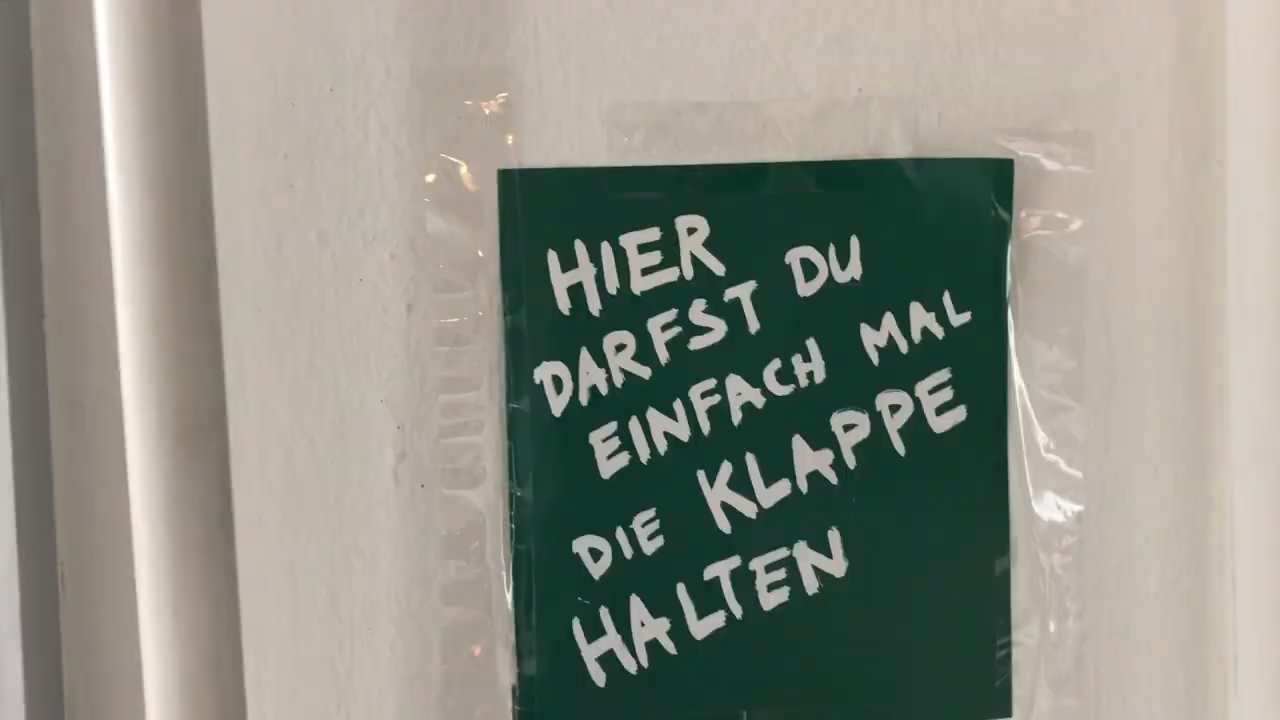 HIER
DARFST DU
EINFACH MAL
DIE KLAPPE
HALTEN